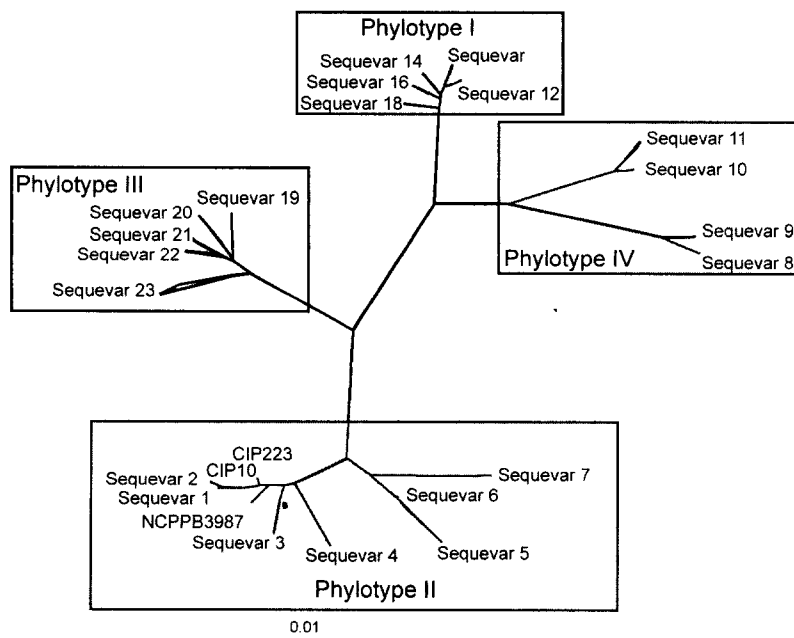 Phylotype I
Sequevar 14
Sequevar
Sequevar 16
Sequevar 12
Sequevar 18
Sequevar 11
Sequevar 10
Sequevar 9
Sequevar 8
Phylotype IV
Phylotype III
Sequevar 19
Sequevar 20
Sequevar 21
Sequevar 22
Sequevar 23
CIP223
CIP10
Sequevar 2
Sequevar 1
NCPPB3987
Sequevar 3
Sequevar 4
Sequevar 7
Sequevar 6
Sequevar 5
Phylotype II
0.01